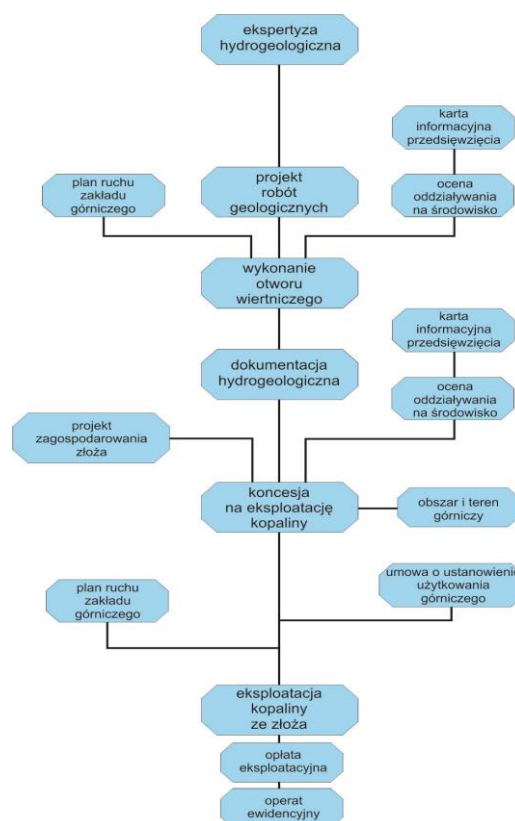 ekspertyza
hydrogeologiczna
karta
informacyjna
przedsięwzięcia
plan ruchu
zakładu
górniczego
projekt
robót
geologicznych
ocena
oddziaływania
na środowisko
wykonanie
otworu
wiertniczego
karta
informacyjna
przedsięwzięcia
dokumentacja
hydrogeologiczna
ocena
oddziaływania
na środowisko
projekt
zagospodarowania
złoża
koncesja
na eksploatację
kopaliny
obszar i teren
górniczy
umowa o ustanowienie
użytkowania
górniczego
plan ruchu
zakładu
górniczego
eksploatacja
kopaliny
ze złoża
opłata
eksploatacyjna
operat
ewidencyjny